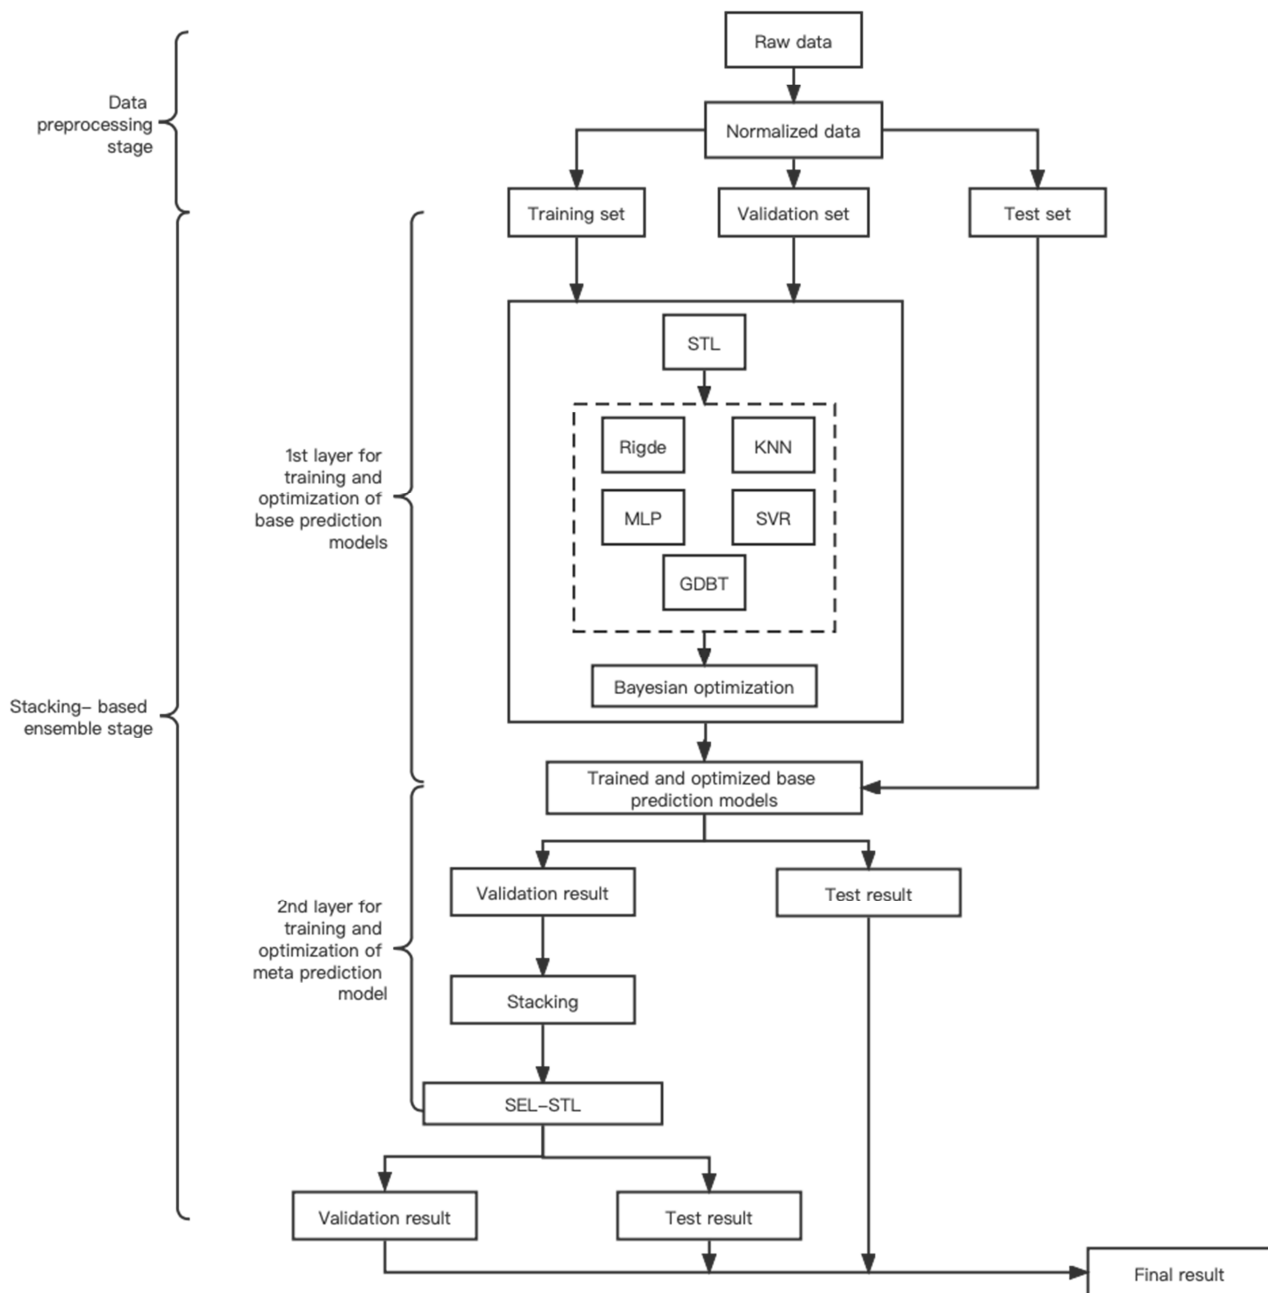 Raw data
Data
preprocessing
stage
Normalized data
Training set
Validation set
Test set
STL
Rigde
KNN
1st layer for
training and
optimization of
base prediction
models
MLP
SVR
GDBT
Bayesian optimization
Stacking– based
ensemble stage
Trained and optimized base
prediction models
Validation result
Test result
2nd layer for
training and
optimization of
meta prediction
model
Stacking
SEL–STL
Validation result
Test result
Final result